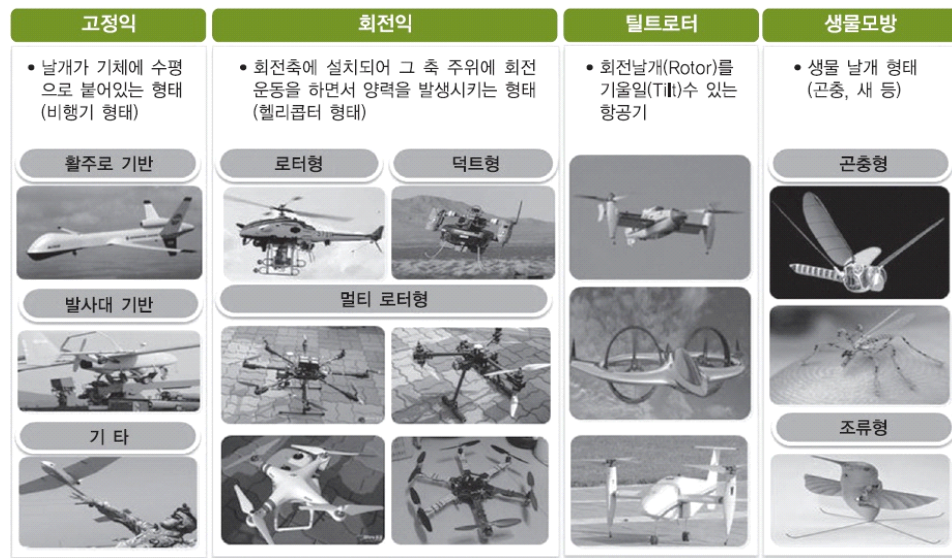 고정익
• 날개가 기체에 수평
으로 붙어있는 형태
(비행기 형태)
활주로 기반
발사대 기반
기 타
회전익
• 회전축에 설치되어 그 축 주위에 회전
운동을 하면서 양력을 발생시키는 형태
(헬리콥터 형태)
로터형
덕트형
멀티 로터형
틸트로터
• 회전날개(Rotor)를
기울일(Tilt)수 있는
항공기
생물모방
• 생물 날개 형태
(곤충, 새 등)
곤충형
조류형